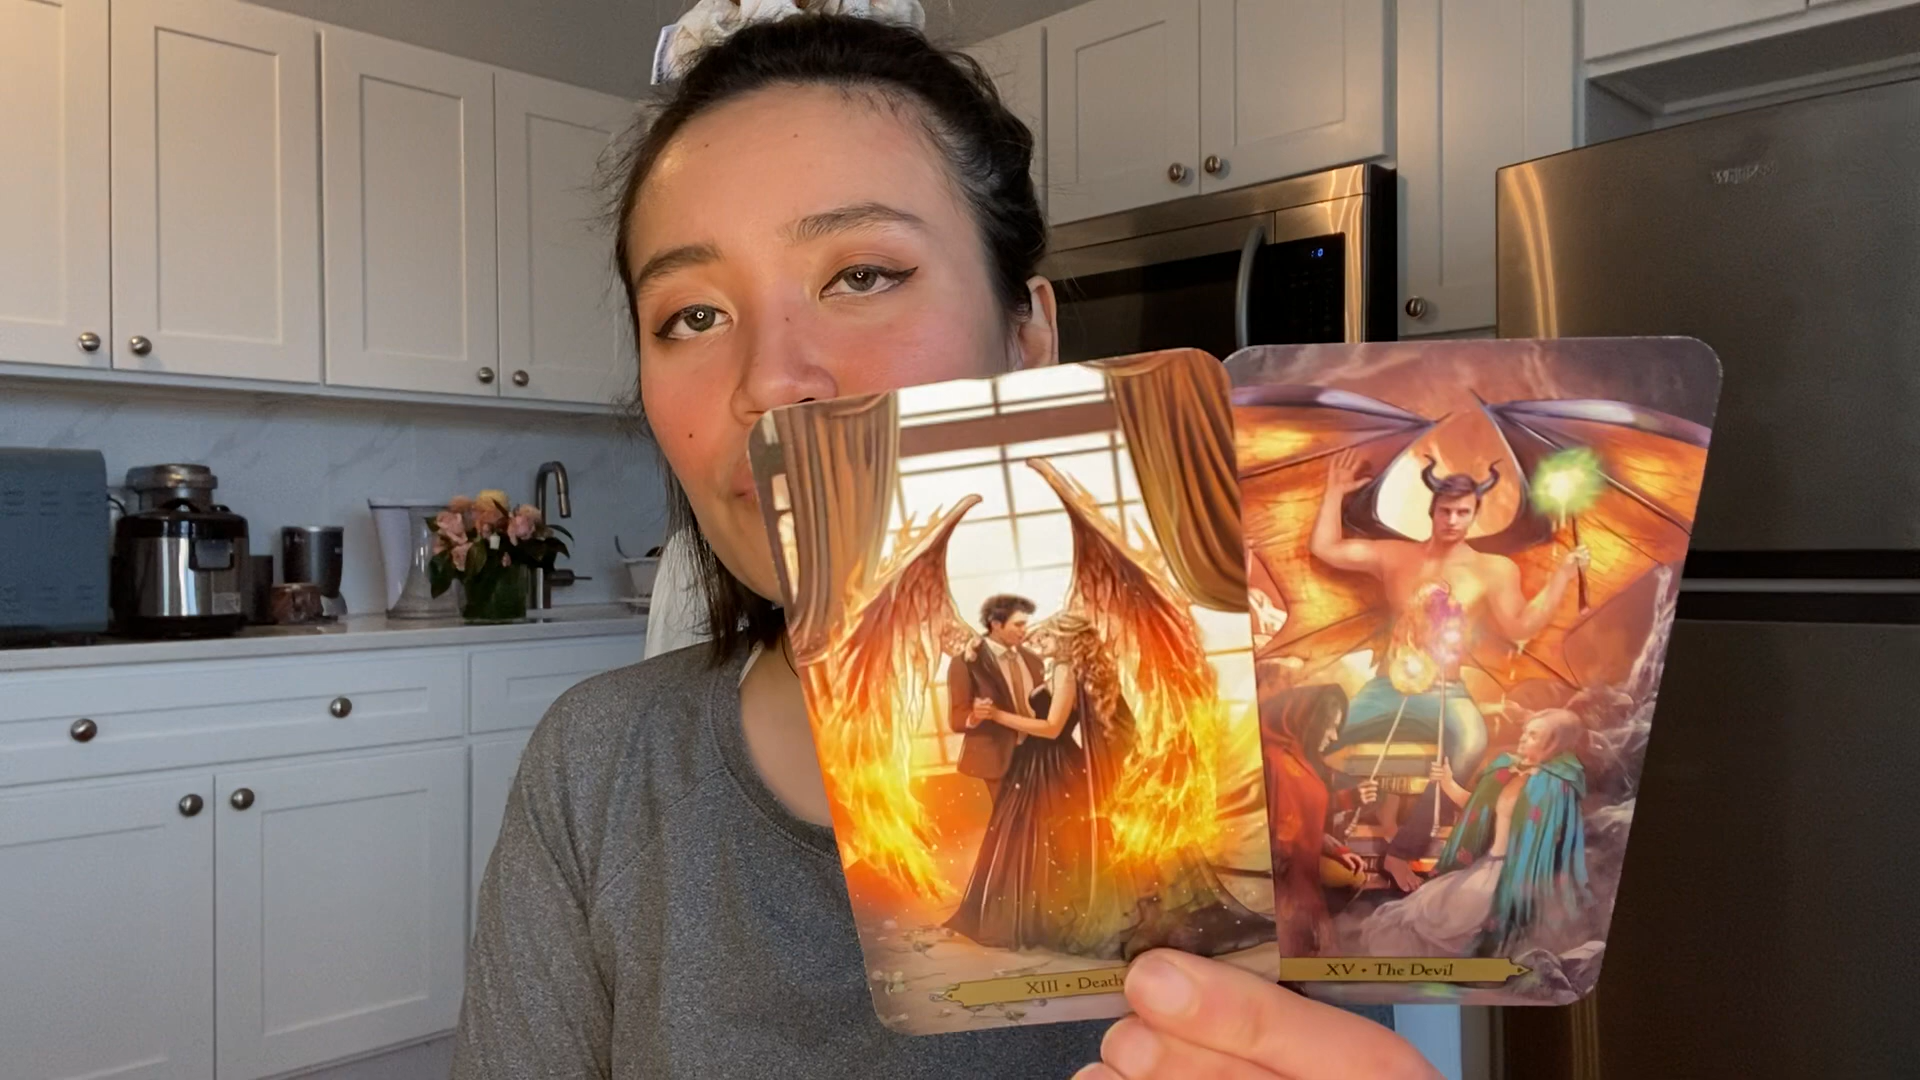 XIII • Death
XV • The Devil